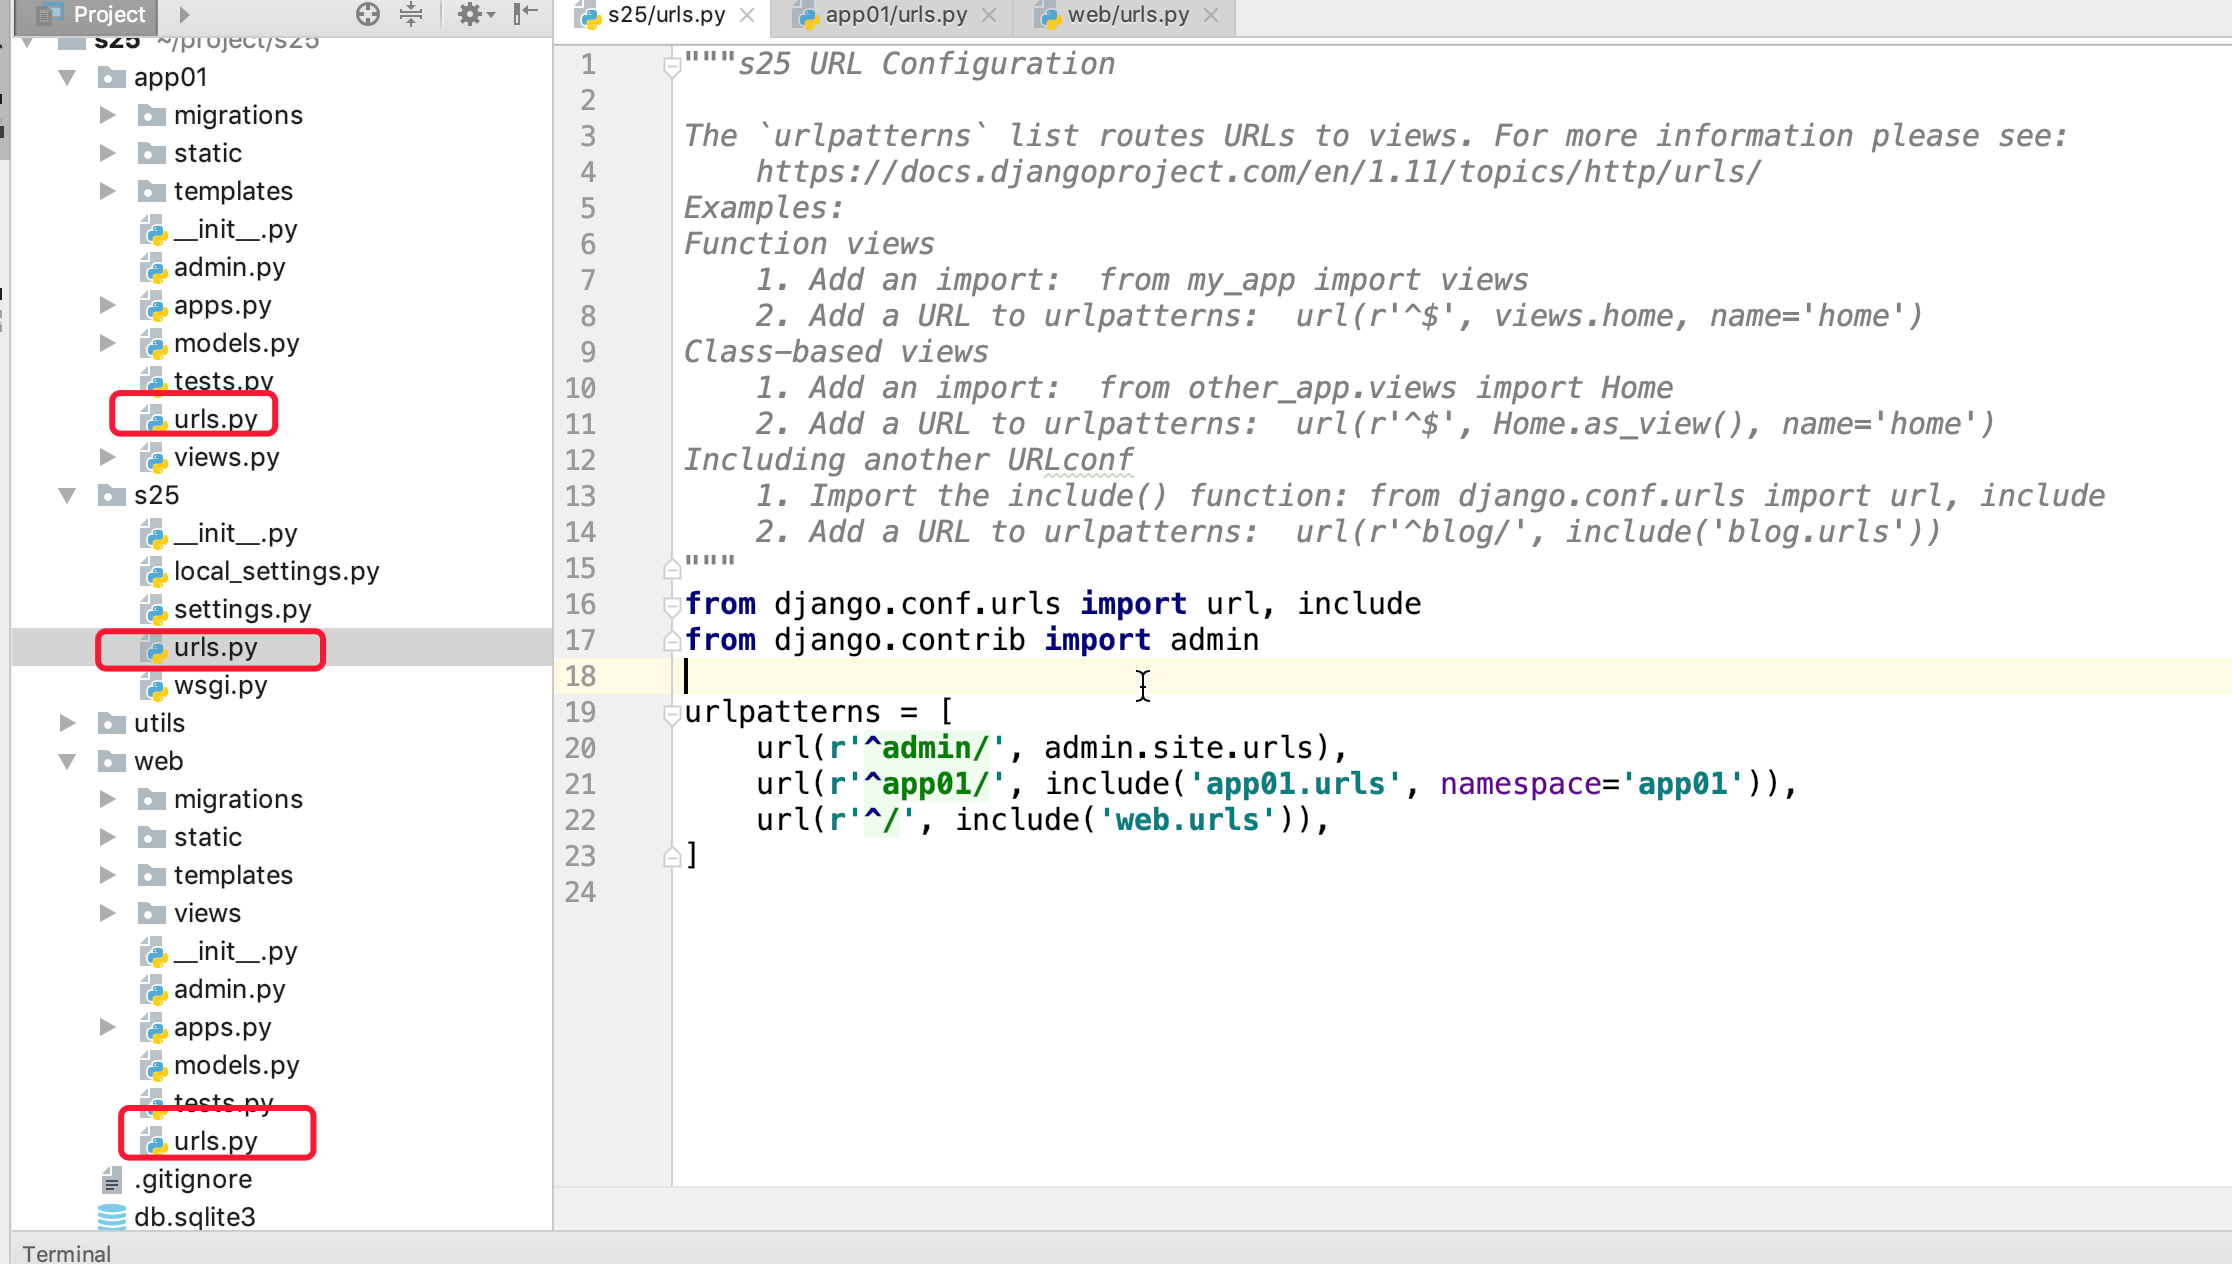 Project
s25 ~/project/s25
app01
migrations
static
templates
__init__.py
admin.py
apps.py
models.py
tests.py
urls.py
views.py
s25
__init__.py
local_settings.py
settings.py
urls.py
wsgi.py
utils
web
migrations
static
templates
views
__init__.py
admin.py
apps.py
models.py
tests.py
urls.py
.gitignore
db.sqlite3
Terminal
s25/urls.py app01/urls.py web/urls.py
1 """s25 URL Configuration
2
3 The `urlpatterns` list routes URLs to views. For more information please see:
4     https://docs.djangoproject.com/en/1.11/topics/http/urls/
5 Examples:
6 Function views
7     1. Add an import:  from my_app import views
8     2. Add a URL to urlpatterns:  url(r'^$', views.home, name='home')
9 Class-based views
10     1. Add an import:  from other_app.views import Home
11     2. Add a URL to urlpatterns:  url(r'^$', Home.as_view(), name='home')
12 Including another URLconf
13     1. Import the include() function: from django.conf.urls import url, include
14     2. Add a URL to urlpatterns:  url(r'^blog/', include('blog.urls'))
15 """
16 from django.conf.urls import url, include
17 from django.contrib import admin
18
19 urlpatterns = [
20     url(r'^admin/', admin.site.urls),
21     url(r'^app01/', include('app01.urls', namespace='app01')),
22     url(r'^/', include('web.urls')),
23 ]
24